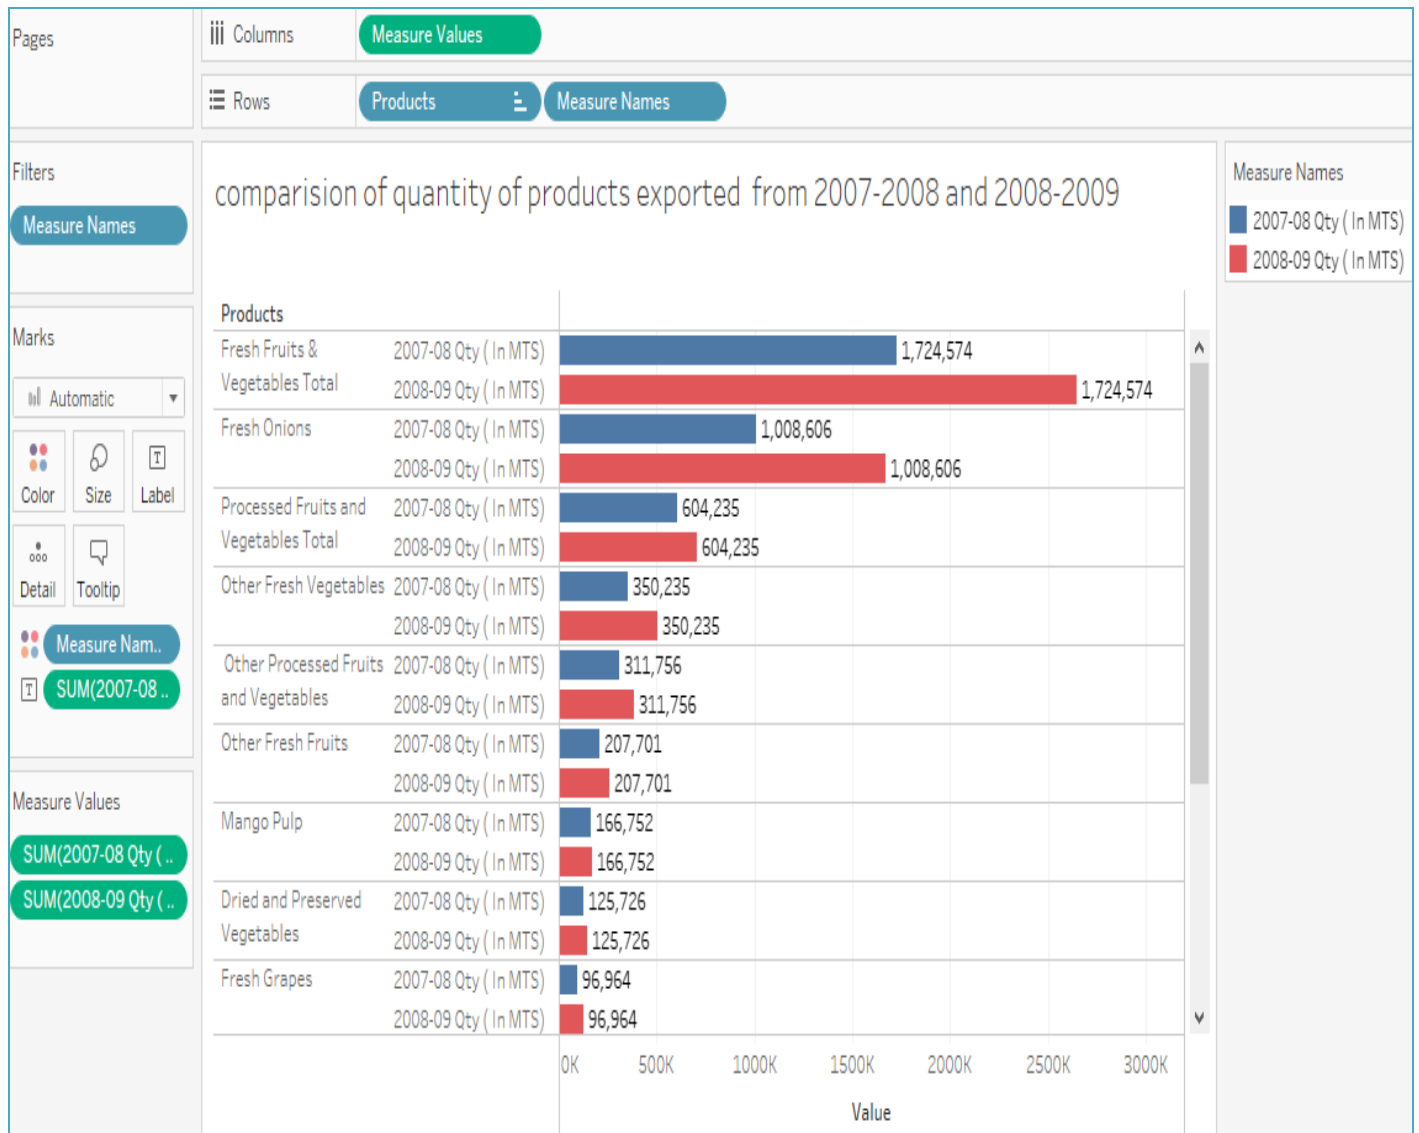 Pages
Columns
Measure Values
Rows
Products
Measure Names
Filters
Measure Names
Marks
Automatic
Color
Size
T
Label
Detail
Tooltip
Measure Nam..
T
SUM(2007-08 ..
Measure Values
SUM(2007-08 Qty ( ..
SUM(2008-09 Qty ( ..
comparision of quantity of products exported from 2007-2008 and 2008-2009
Products
Fresh Fruits &
Vegetables Total
2007-08 Qty ( In MTS)
1,724,574
2008-09 Qty ( In MTS)
1,724,574
Fresh Onions
2007-08 Qty ( In MTS)
1,008,606
2008-09 Qty ( In MTS)
1,008,606
Processed Fruits and
Vegetables Total
2007-08 Qty ( In MTS)
604,235
2008-09 Qty ( In MTS)
604,235
Other Fresh Vegetables
2007-08 Qty ( In MTS)
350,235
2008-09 Qty ( In MTS)
350,235
Other Processed Fruits
and Vegetables
2007-08 Qty ( In MTS)
311,756
2008-09 Qty ( In MTS)
311,756
Other Fresh Fruits
2007-08 Qty ( In MTS)
207,701
2008-09 Qty ( In MTS)
207,701
Mango Pulp
2007-08 Qty ( In MTS)
166,752
2008-09 Qty ( In MTS)
166,752
Dried and Preserved
Vegetables
2007-08 Qty ( In MTS)
125,726
2008-09 Qty ( In MTS)
125,726
Fresh Grapes
2007-08 Qty ( In MTS)
96,964
2008-09 Qty ( In MTS)
96,964
0K 500K 1000K 1500K 2000K 2500K 3000K
Value
Measure Names
2007-08 Qty ( In MTS)
2008-09 Qty ( In MTS)